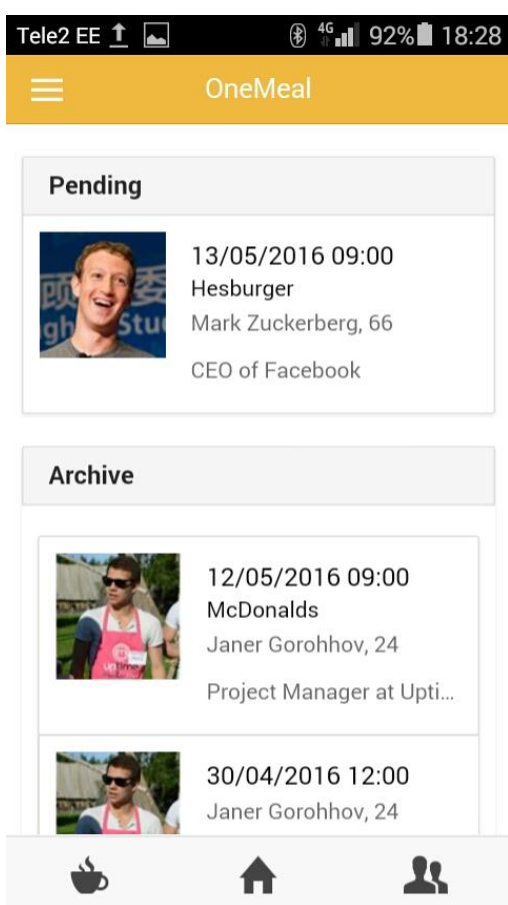 Tele2 EE 4G 92% 18:28
OneMeal
Pending
13/05/2016 09:00
Hesburger
Mark Zuckerberg, 66
CEO of Facebook
Archive
12/05/2016 09:00
McDonalds
Janer Gorohhov, 24
Project Manager at Upti...
uptime
30/04/2016 12:00
Janer Gorohhov, 24